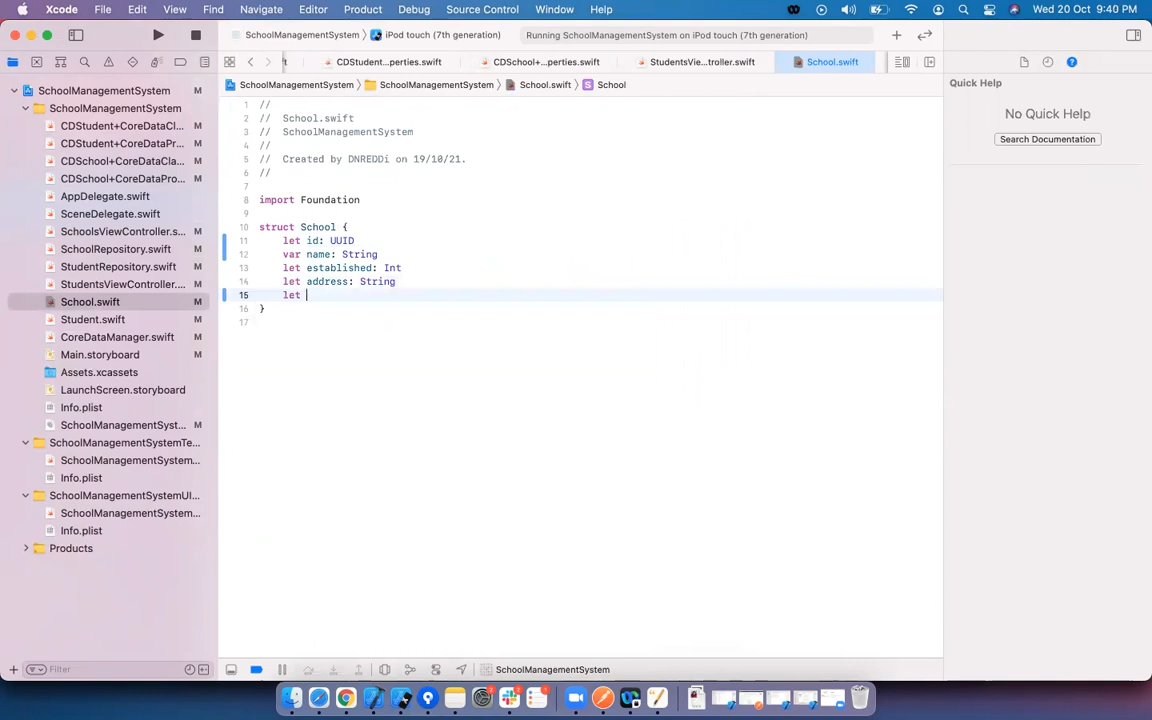 Xcode File Edit View Find Navigate Editor Product Debug Source Control Window Help Wed 20 Oct 9:40 PM
SchoolManagementSystem iPod touch (7th generation) Running SchoolManagementSystem on iPod touch (7th generation)
CDStudent...perties.swift CDSchool+...perties.swift StudentsVie...troller.swift School.swift
SchoolManagementSystem SchoolManagementSystem School.swift S School
Quick Help
No Quick Help
Search Documentation
SchoolManagementSystem M
SchoolManagementSystem
CDStudent+CoreDataCl... M
CDStudent+CoreDataPr... M
CDSchool+CoreDataCla... M
CDSchool+CoreDataPro... M
AppDelegate.swift M
SceneDelegate.swift M
SchoolsViewController.s... M
SchoolRepository.swift M
StudentRepository.swift M
StudentsViewController.... M
School.swift M
Student.swift M
CoreDataManager.swift M
Main.storyboard M
Assets.xcassets
LaunchScreen.storyboard
Info.plist
SchoolManagementSyst... M
SchoolManagementSystemTe...
SchoolManagementSystem...
Info.plist
SchoolManagementSystemUI...
SchoolManagementSystem...
Info.plist
Products
Filter
1 //
2 // School.swift
3 // SchoolManagementSystem
4 //
5 // Created by DNREDDi on 19/10/21.
6 //
7
8 import Foundation
9
10 struct School {
11 let id: UUID
12 var name: String
13 let established: Int
14 let address: String
15 let
16 }
17
SchoolManagementSystem